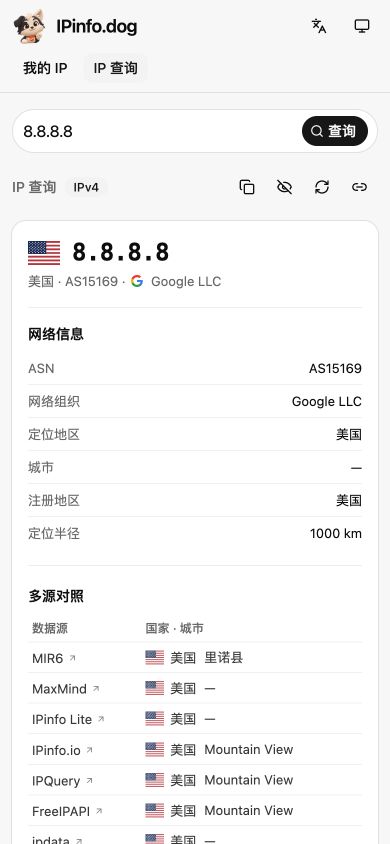 IPinfo.dog
我的 IP
IP 查询
8.8.8.8
查询
IP 查询
IPv4
8.8.8.8
美国 · AS15169 · Google LLC
网络信息
ASN AS15169
网络组织 Google LLC
定位地区 美国
城市 —
注册地区 美国
定位半径 1000 km
多源对照
数据源 国家 · 城市
MIR6 美国 里诺县
MaxMind 美国 —
IPinfo Lite 美国 —
IPinfo.io 美国 Mountain View
IPQuery 美国 Mountain View
FreeIPAPI 美国 Mountain View
ipdata 美国 —